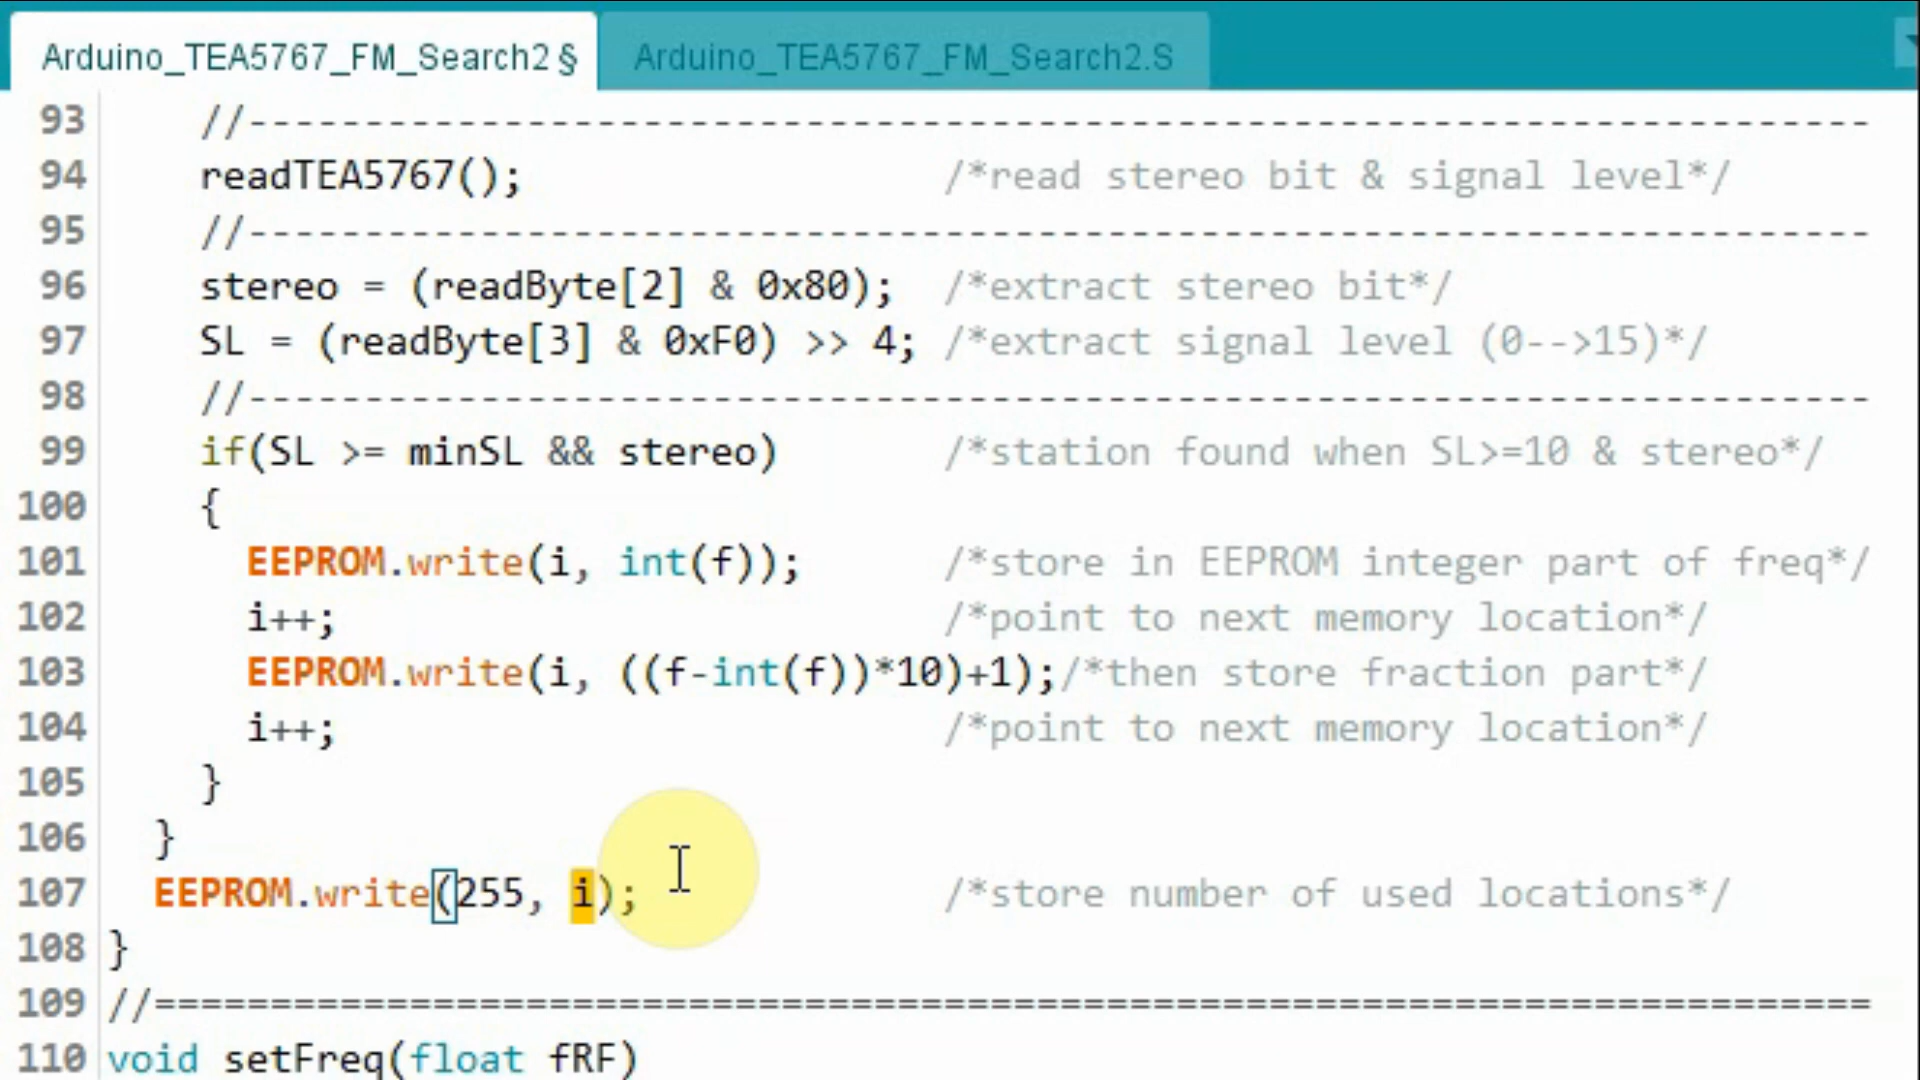 Arduino_TEA5767_FM_Search2 § Arduino_TEA5767_FM_Search2.S
93 //----------------------------------------------------------------------
94 readTEA5767(); /*read stereo bit & signal level*/
95 //----------------------------------------------------------------------
96 stereo = (readByte[2] & 0x80); /*extract stereo bit*/
97 SL = (readByte[3] & 0xF0) >> 4; /*extract signal level (0-->15)*/
98 //----------------------------------------------------------------------
99 if(SL >= minSL && stereo) /*station found when SL>=10 & stereo*/
100 {
101 EEPROM.write(i, int(f)); /*store in EEPROM integer part of freq*/
102 i++; /*point to next memory location*/
103 EEPROM.write(i, ((f-int(f))*10)+1);/*then store fraction part*/
104 i++; /*point to next memory location*/
105 }
106 }
107 EEPROM.write(255, i); /*store number of used locations*/
108 }
109 //==========================================================================
110 void setFreq(float fRF)